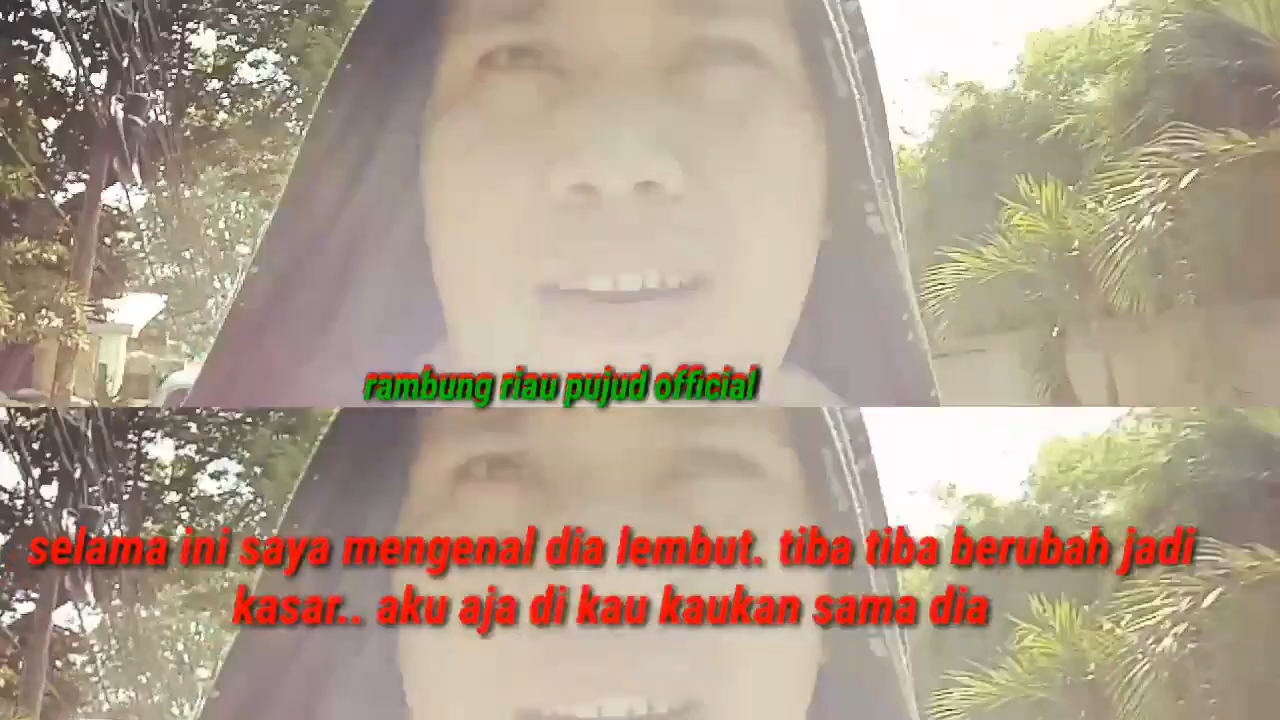 rambung riau pujud official
selama ini saya mengenal dia lembut. tiba tiba berubah jadi
kasar.. aku aja di kau kaukan sama dia